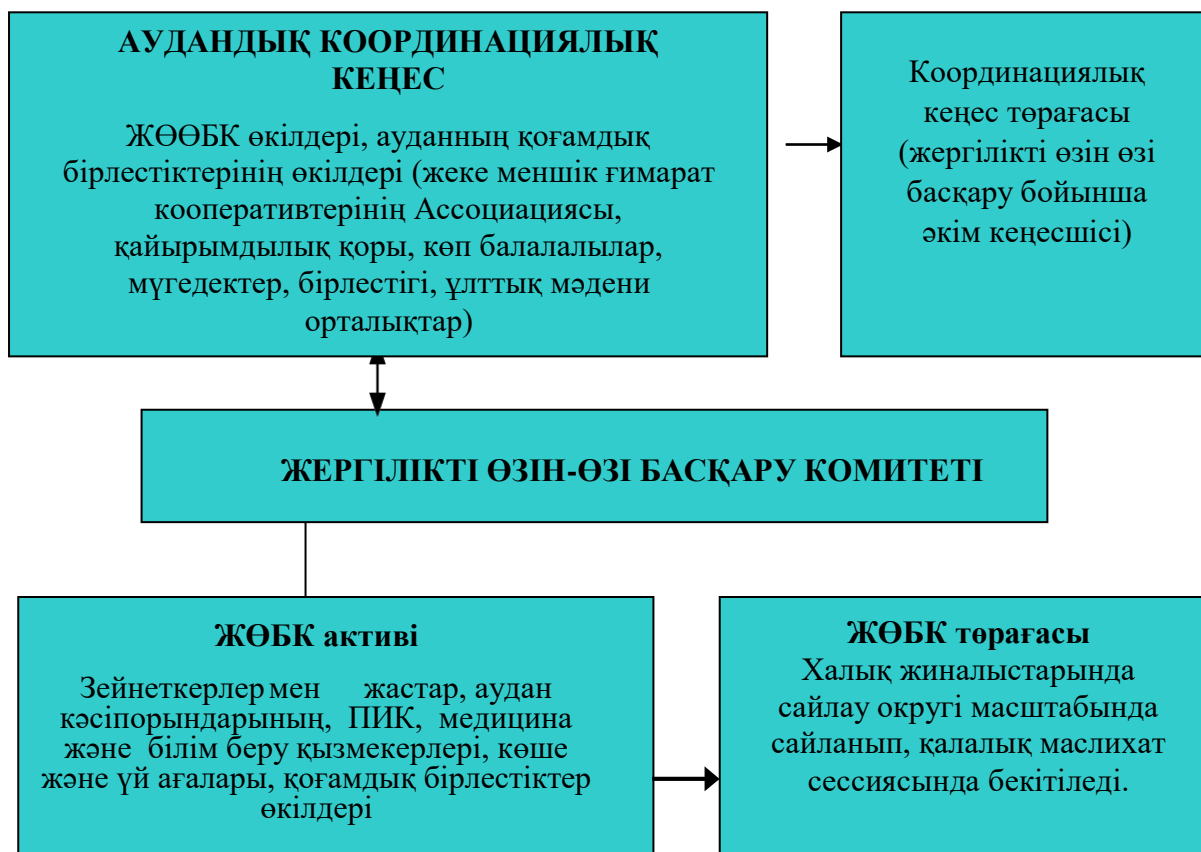 АУДАНДЫҚ КООРДИНАЦИЯЛЫҚ
КЕҢЕС
ЖӨӨБК өкілдері, ауданның қоғамдық
бірлестіктерінің өкілдері (жеке меншік ғимарат
кооперативтерінің Ассоциациясы,
қайырымдылық қоры, көп балалалылар,
мүгедектер, бірлестігі, ұлттық мәдени
орталықтар)
Координациялық
кеңес төрағасы
(жергілікті өзін өзі
басқару бойынша
әкім кеңесшісі)
ЖЕРГІЛІКТІ ӨЗІН-ӨЗІ БАСҚАРУ КОМИТЕТІ
ЖӨБК активі
Зейнеткерлер мен жастар, аудан
кәсіпорындарының, ПИК, медицина
және білім беру қызмекерлері, көше
және үй ағалары, қоғамдық бірлестіктер
өкілдері
ЖӨБК төрағасы
Халық жиналыстарында
сайлау округі масштабында
сайланып, қалалық маслихат
сессиясында бекітіледі.